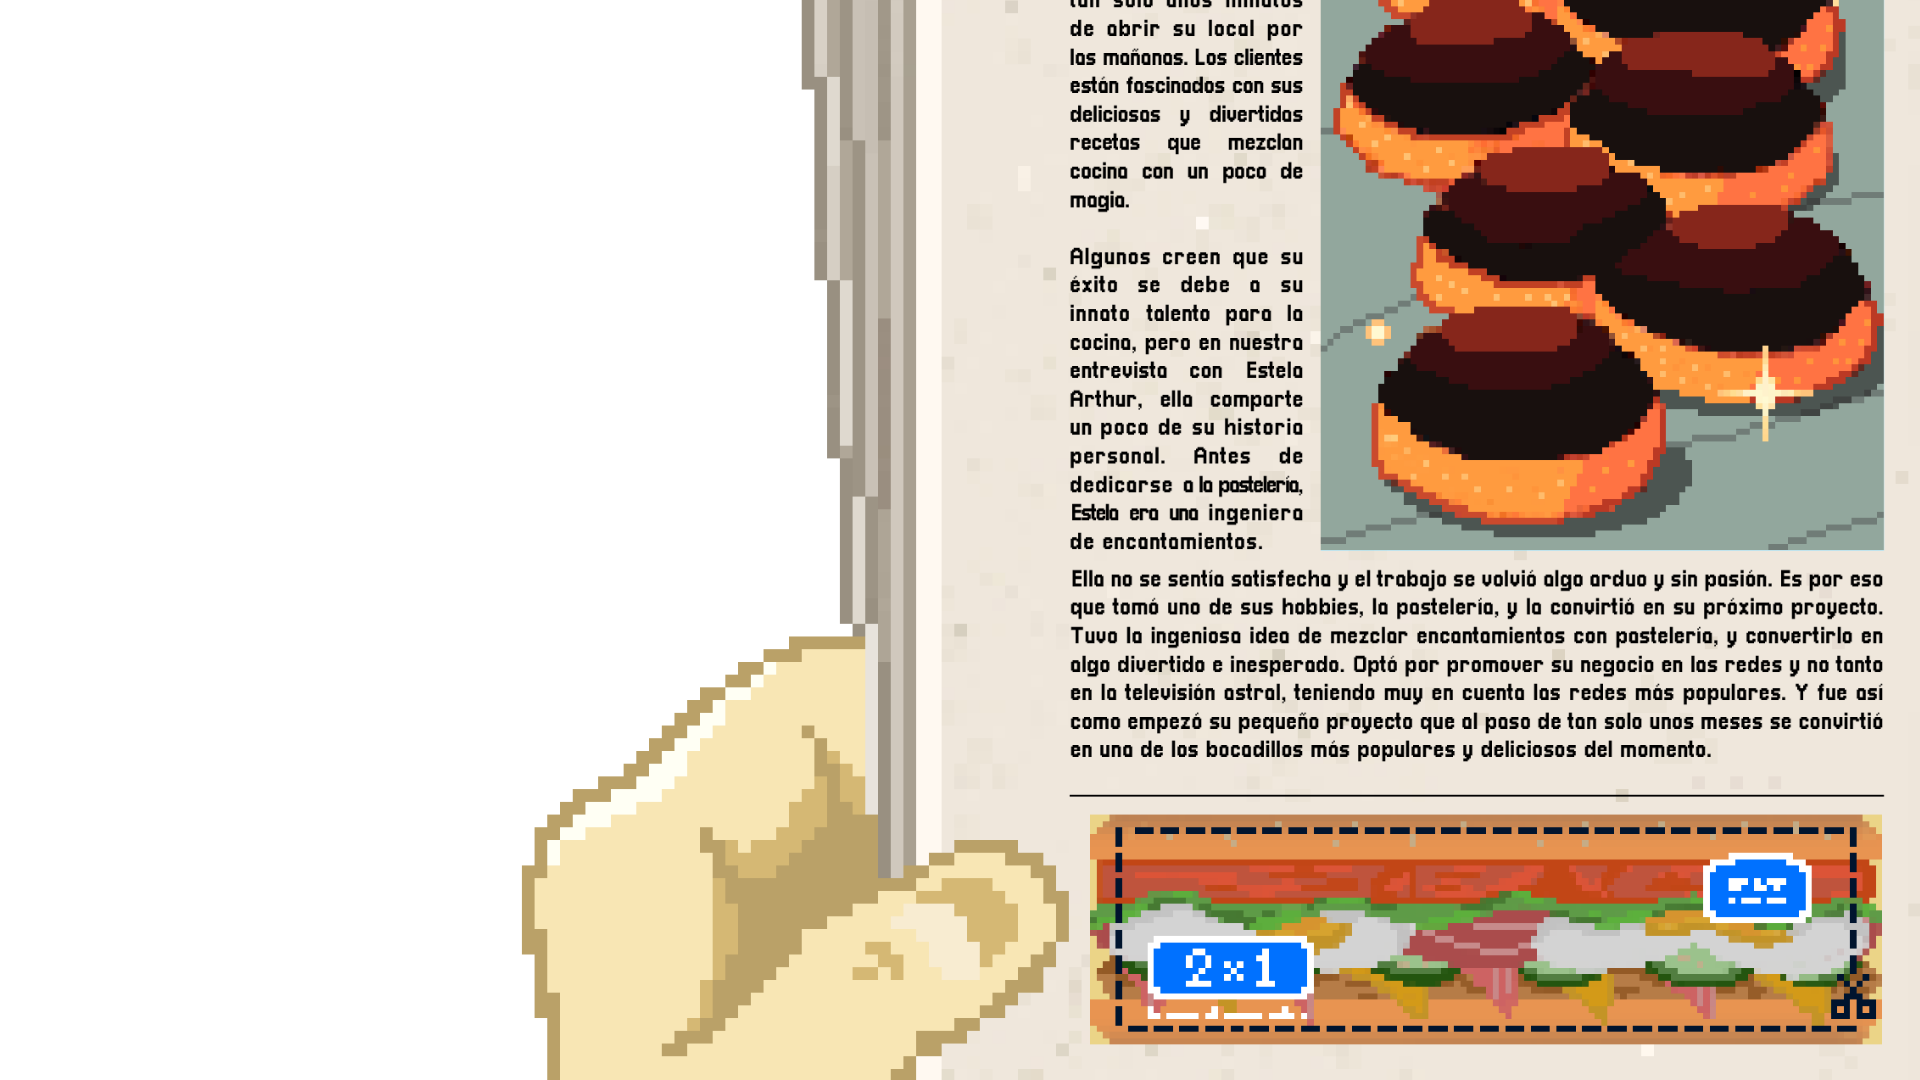 de abrir su local por
las mañanas. Los clientes
están fascinados con sus
deliciosas y divertidas
recetas que mezclan
cocina con un poco de
magia.
Algunos creen que su
éxito se debe a su
innato talento para la
cocina, pero en nuestra
entrevista con Estela
Arthur, ella comparte
un poco de su historia
personal. Antes de
dedicarse a la pastelería,
Estela era una ingeniera
de encantamientos.
Ella no se sentía satisfecha y el trabajo se volvió algo arduo y sin pasión. Es por eso
que tomó uno de sus hobbies, la pastelería, y la convirtió en su próximo proyecto.
Tuvo la ingeniosa idea de mezclar encantamientos con pastelería, y convertirlo en
algo divertido e inesperado. Optó por promover su negocio en las redes y no tanto
en la televisión astral, teniendo muy en cuenta las redes más populares. Y fue así
como empezó su pequeño proyecto que al paso de tan solo unos meses se convirtió
en una de los bocadillos más populares y deliciosos del momento.
2x1